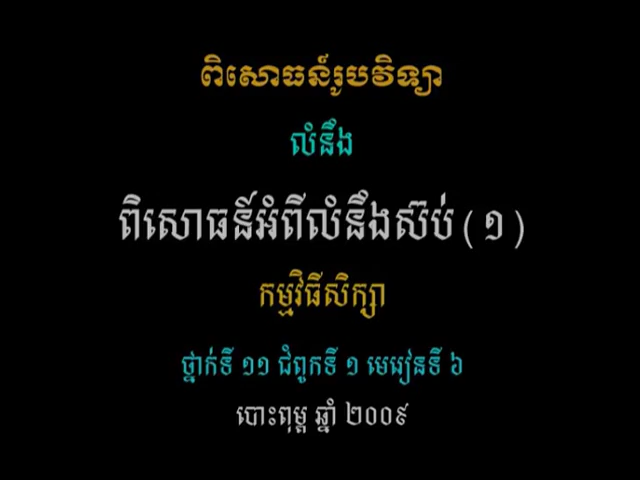 ពិសោធន៍រូបវិទ្យា
លំនឹង
ពិសោធន៍អំពីលំនឹងស៊ប់ ( ១ )
កម្មវិធីសិក្សា
ថ្នាក់ទី ១១ ជំពូកទី ១ មេរៀនទី ៦
បោះពុម្ព ឆ្នាំ ២០០៩